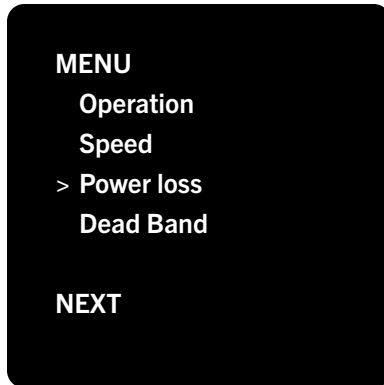 MENU
Operation
Speed
> Power loss
Dead Band
NEXT